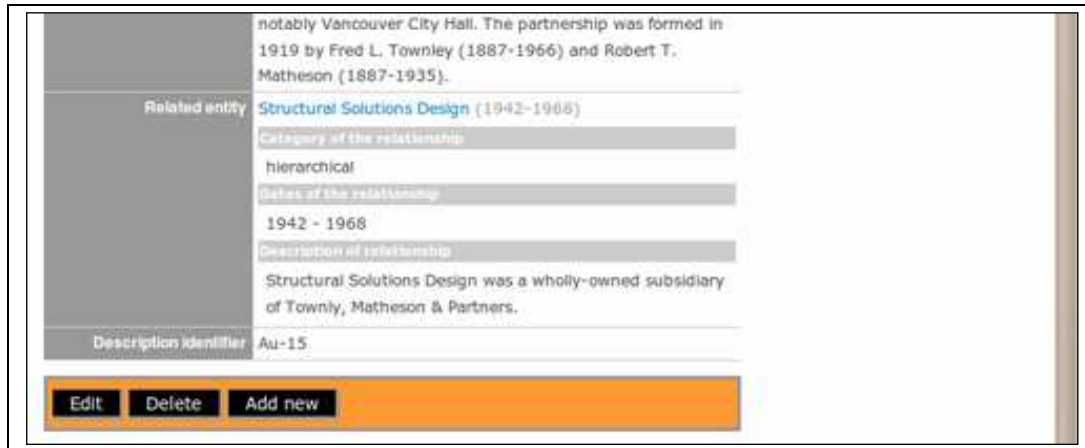 notably Vancouver City Hall. The partnership was formed in
1919 by Fred L. Townley (1887-1966) and Robert T.
Matheson (1887-1935).
Related entity Structural Solutions Design (1942-1968)
Category of the relationship
hierarchical
Dates of the relationship
1942 - 1968
Description of relationship
Structural Solutions Design was a wholly-owned subsidiary
of Townly, Matheson & Partners.
Description identifier Au-15
Edit Delete Add new